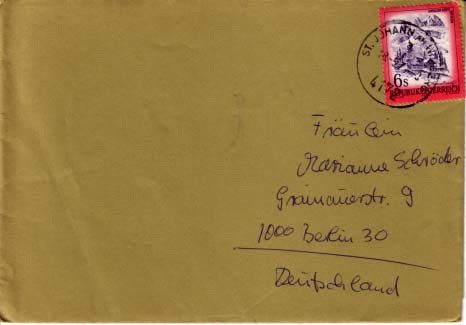 ST. JOHANN
6s
REPUBLIK ÖSTERREICH
Fräulein
Marianne Schröder
Grainauerstr. 9
1000 Berlin 30
Deutschland